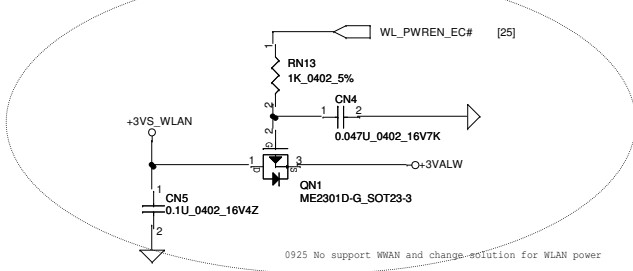 WL_PWREN_EC# [25]
1
RN13
1K_0402_5%
2
CN4
1 2
0.047U_0402_16V7K
+3VS_WLAN
2
G
1 3
D S
+3VALW
QN1
ME2301D-G_SOT23-3
1
CN5
0.1U_0402_16V4Z
2
0925 No support WWAN and change solution for WLAN power